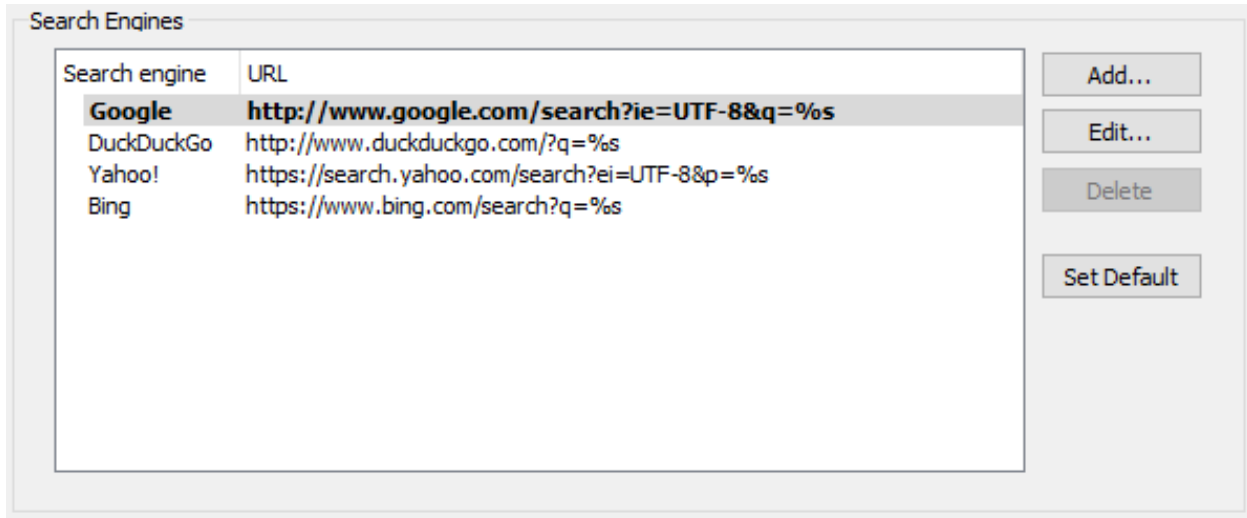 Search Engines
Search engine URL
Google http://www.google.com/search?ie=UTF-8&q=%s
DuckDuckGo http://www.duckduckgo.com/?q=%s
Yahoo! https://search.yahoo.com/search?ei=UTF-8&p=%s
Bing https://www.bing.com/search?q=%s
Add...
Edit...
Delete
Set Default